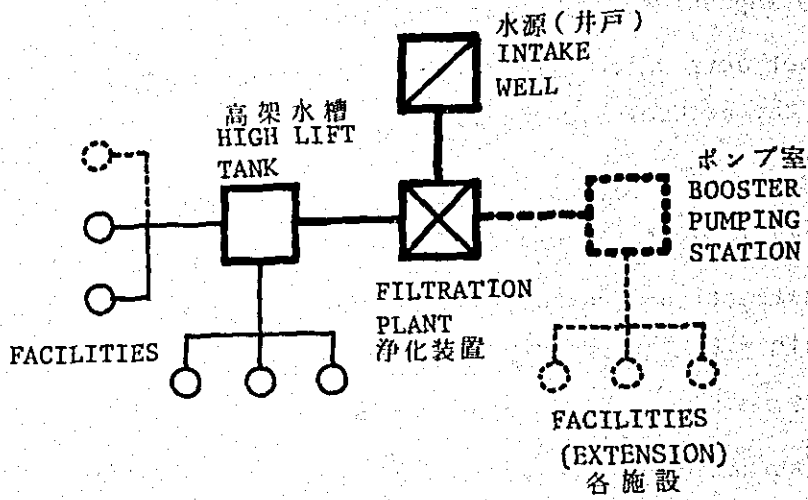 水源(井戸)
INTAKE
WELL
高架水槽
HIGH LIFT
TANK
ポンプ室
BOOSTER
PUMPING
STATION
FILTRATION
PLANT
浄化装置
FACILITIES
FACILITIES
(EXTENSION)
各施設